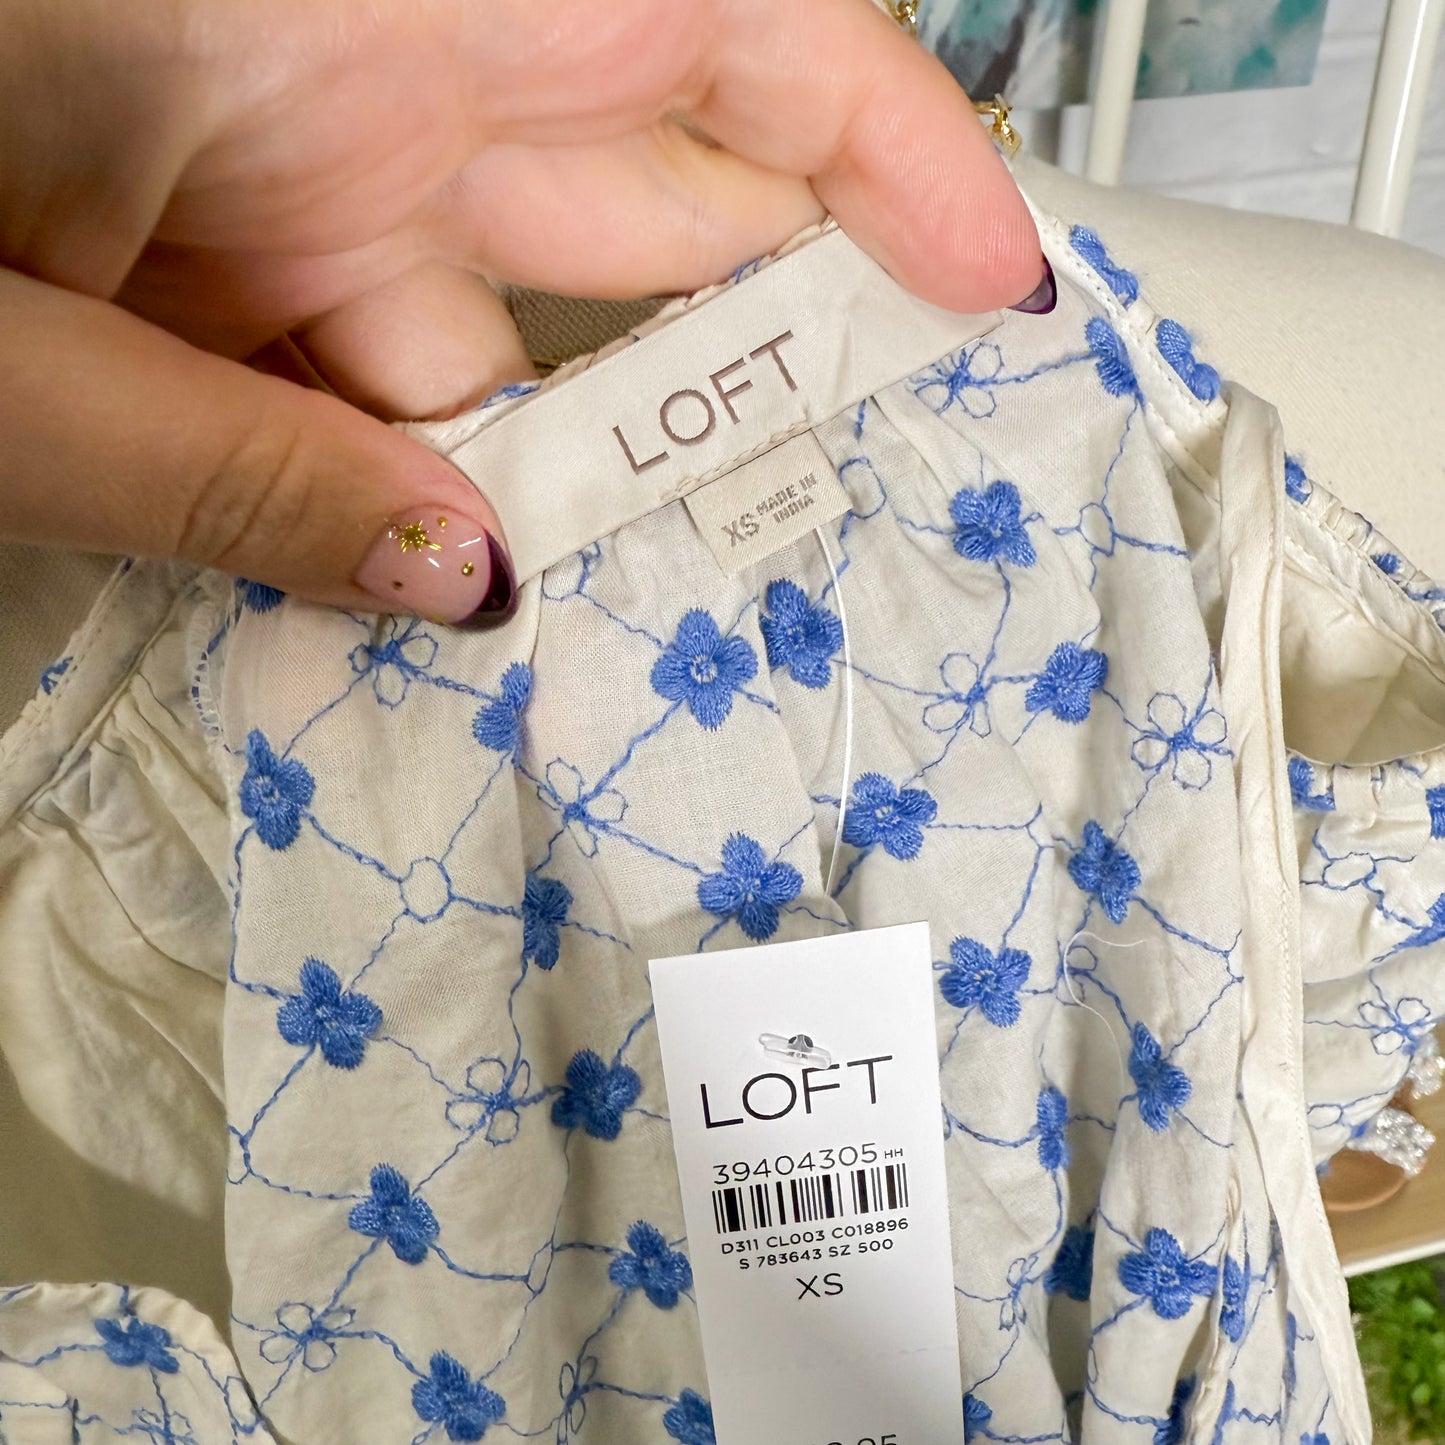 LOFT
XS MADE IN
INDIA
LOFT
39404305 HH
D311 CL003 C018896
S 783643 SZ 500
XS